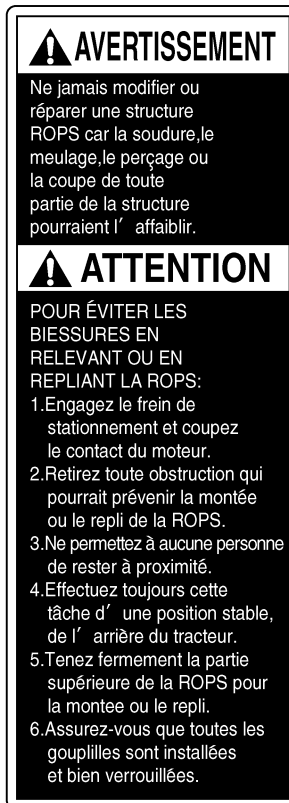 AVERTISSEMENT
Ne jamais modifier ou
réparer une structure
ROPS car la soudure,le
meulage,le perçage ou
la coupe de toute
partie de la structure
pourraient l' affaiblir.
ATTENTION
POUR ÉVITER LES
BIESSURES EN
RELEVANT OU EN
REPLIANT LA ROPS:
1.Engagez le frein de
stationnement et coupez
le contact du moteur.
2.Retirez toute obstruction qui
pourrait prévenir la montée
ou le repli de la ROPS.
3.Ne permettez à aucune personne
de rester à proximité.
4.Effectuez toujours cette
tâche d' une position stable,
de l' arrière du tracteur.
5.Tenez fermement la partie
supérieure de la ROPS pour
la montee ou le repli.
6.Assurez-vous que toutes les
gouplilles sont installées
et bien verrouillées.